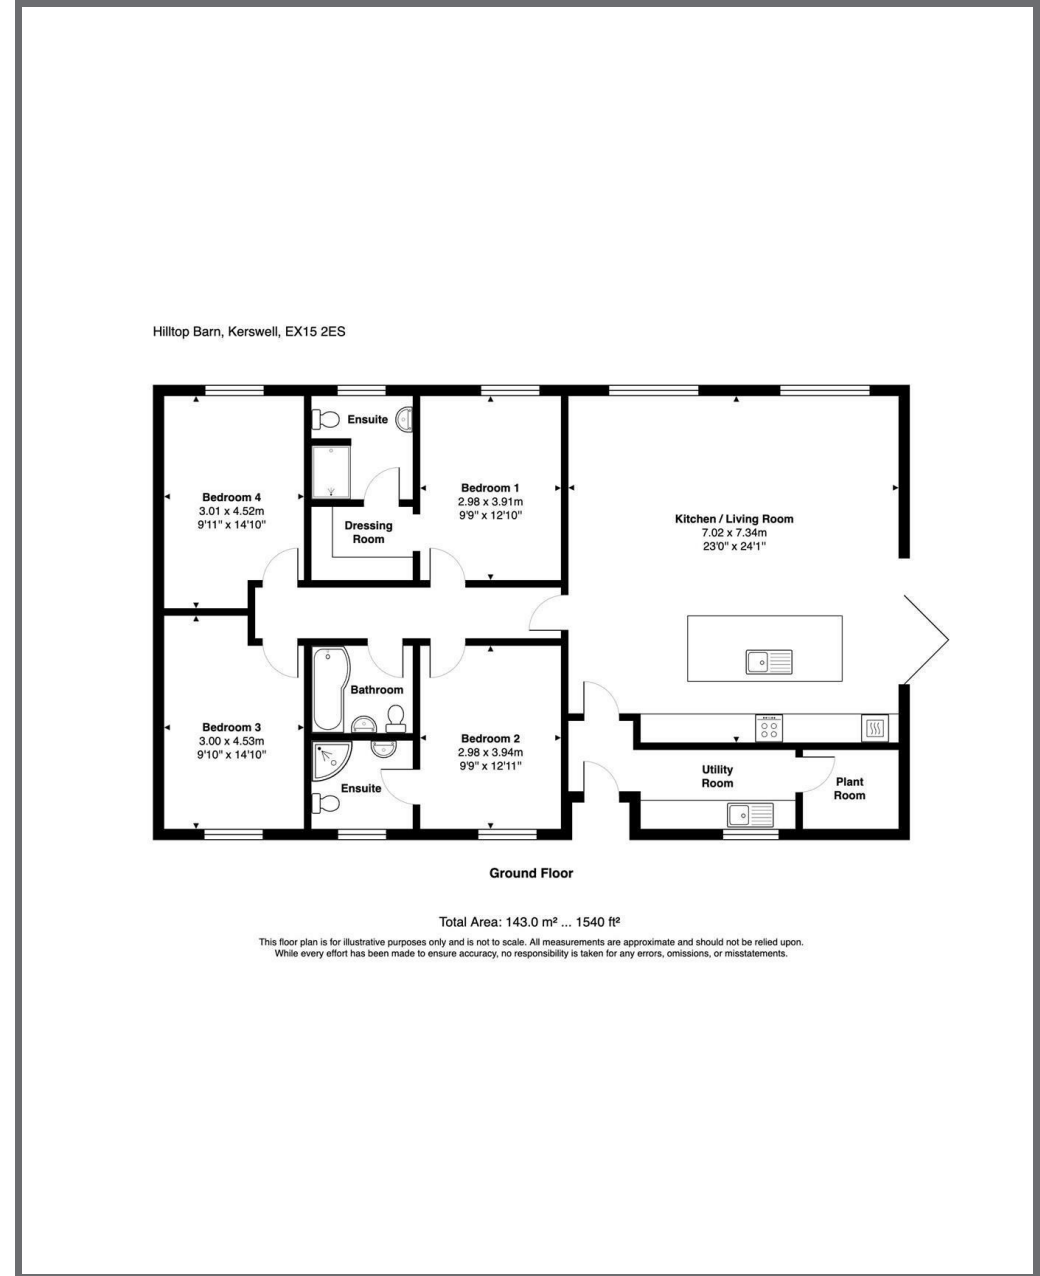 Hilltop Barn, Kerswell, EX15 2ES
Ensuite
Bedroom 4
3.01 x 4.52m
9'11" x 14'10"
Dressing
Room
Bedroom 1
2.98 x 3.91m
9'9" x 12'10"
Kitchen / Living Room
7.02 x 7.34m
23'0" x 24'1"
Bathroom
Bedroom 3
3.00 x 4.53m
9'10" x 14'10"
Ensuite
Bedroom 2
2.98 x 3.94m
9'9" x 12'11"
Utility
Room
Plant
Room
Ground Floor
Total Area: 143.0 m² ... 1540 ft²
This floor plan is for illustrative purposes only and is not to scale. All measurements are approximate and should not be relied upon.
While every effort has been made to ensure accuracy, no responsibility is taken for any errors, omissions, or misstatements.